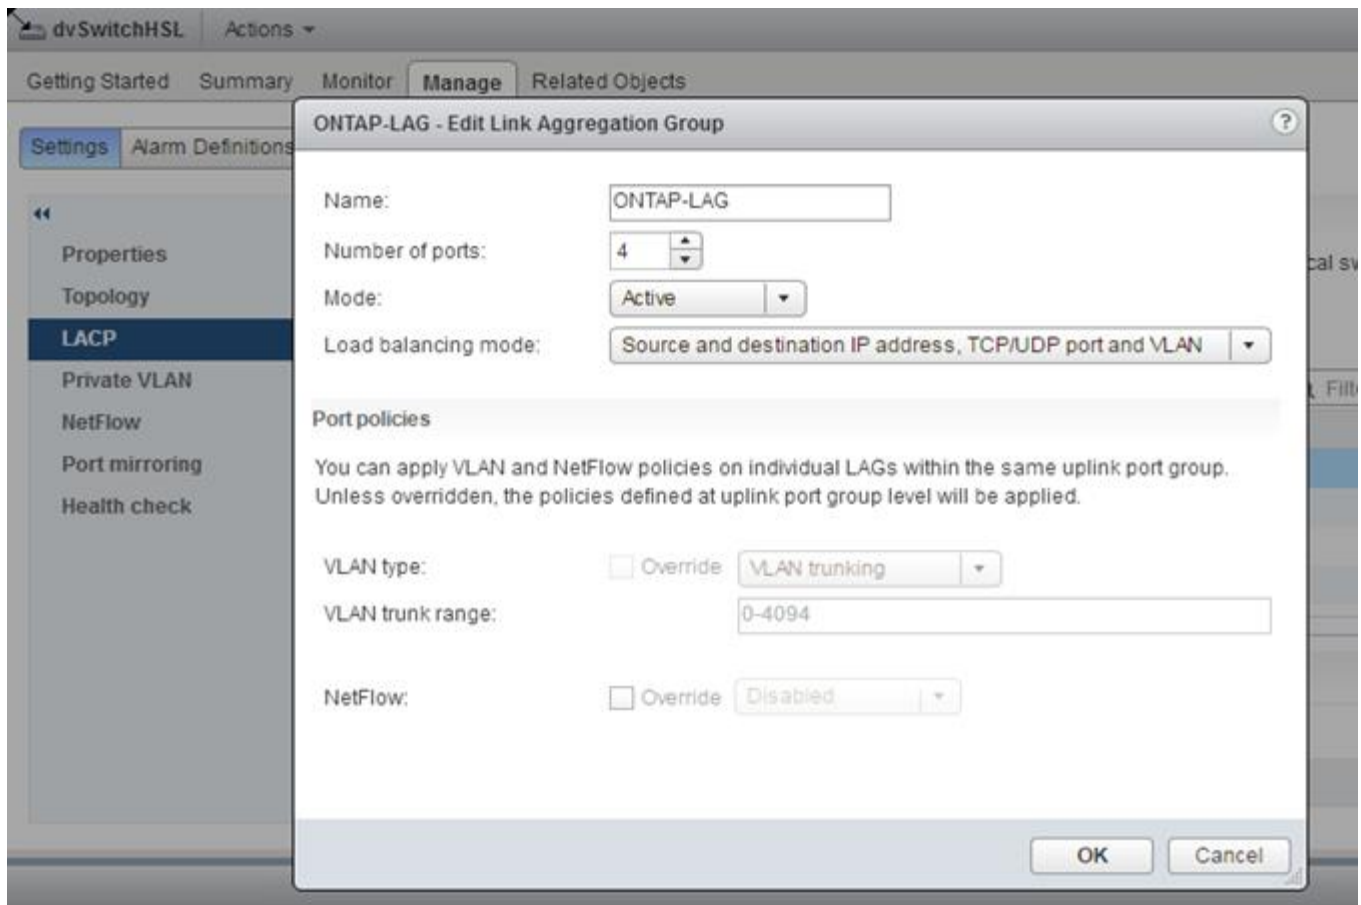 dvSwitchHSL Actions
Getting Started Summary Monitor Manage Related Objects
Settings Alarm Definitions
ONTAP-LAG - Edit Link Aggregation Group ?
Name: ONTAP-LAG
Number of ports: 4
Mode: Active
Load balancing mode: Source and destination IP address, TCP/UDP port and VLAN
Port policies
You can apply VLAN and NetFlow policies on individual LAGs within the same uplink port group.
Unless overridden, the policies defined at uplink port group level will be applied.
VLAN type: Override VLAN trunking
VLAN trunk range: 0-4094
NetFlow: Override Disabled
OK Cancel
Properties
Topology
LACP
Private VLAN
NetFlow
Port mirroring
Health check